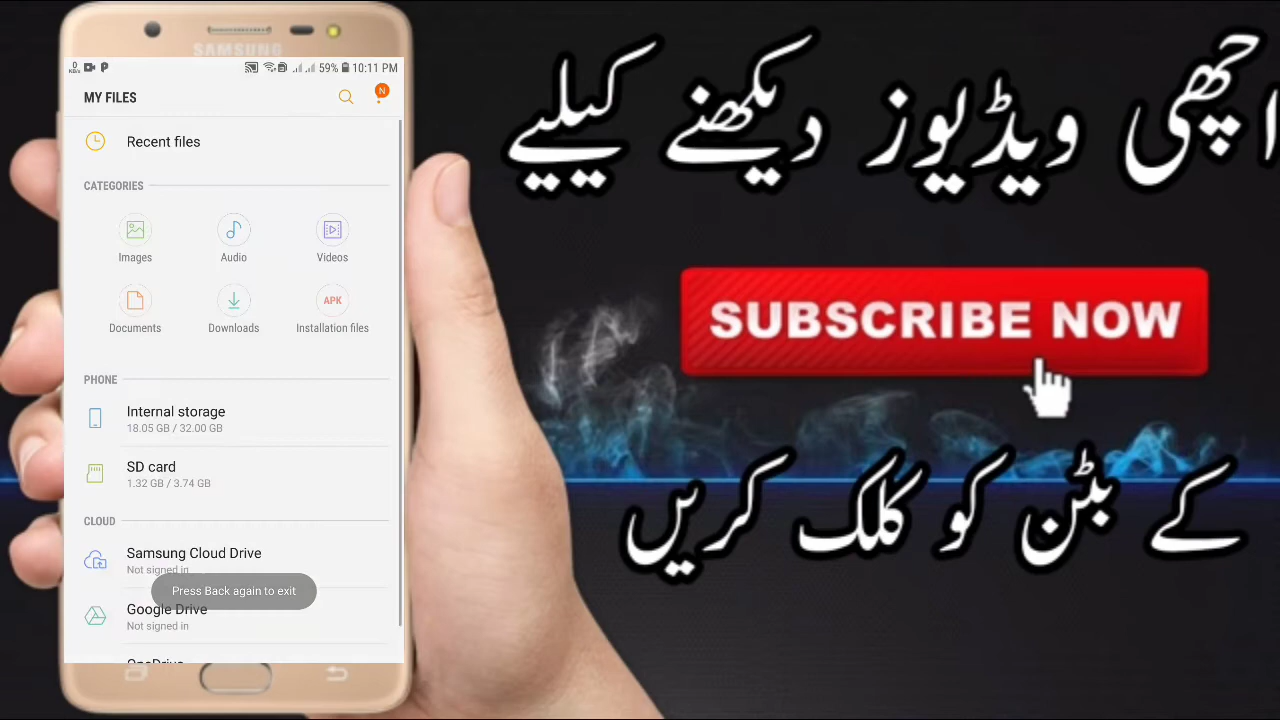 SAMSUNG
0 KB/s P 59% 10:11 PM
MY FILES N
Recent files
CATEGORIES
Images Audio Videos
APK
Documents Downloads Installation files
PHONE
Internal storage
18.05 GB / 32.00 GB
SD card
1.32 GB / 3.74 GB
CLOUD
Samsung Cloud Drive
Not signed in
Press Back again to exit
Google Drive
Not signed in
OneDrive
اچھی ویڈیوز دیکھنے کیلیے
SUBSCRIBE NOW
کے بٹن کو کلک کریں